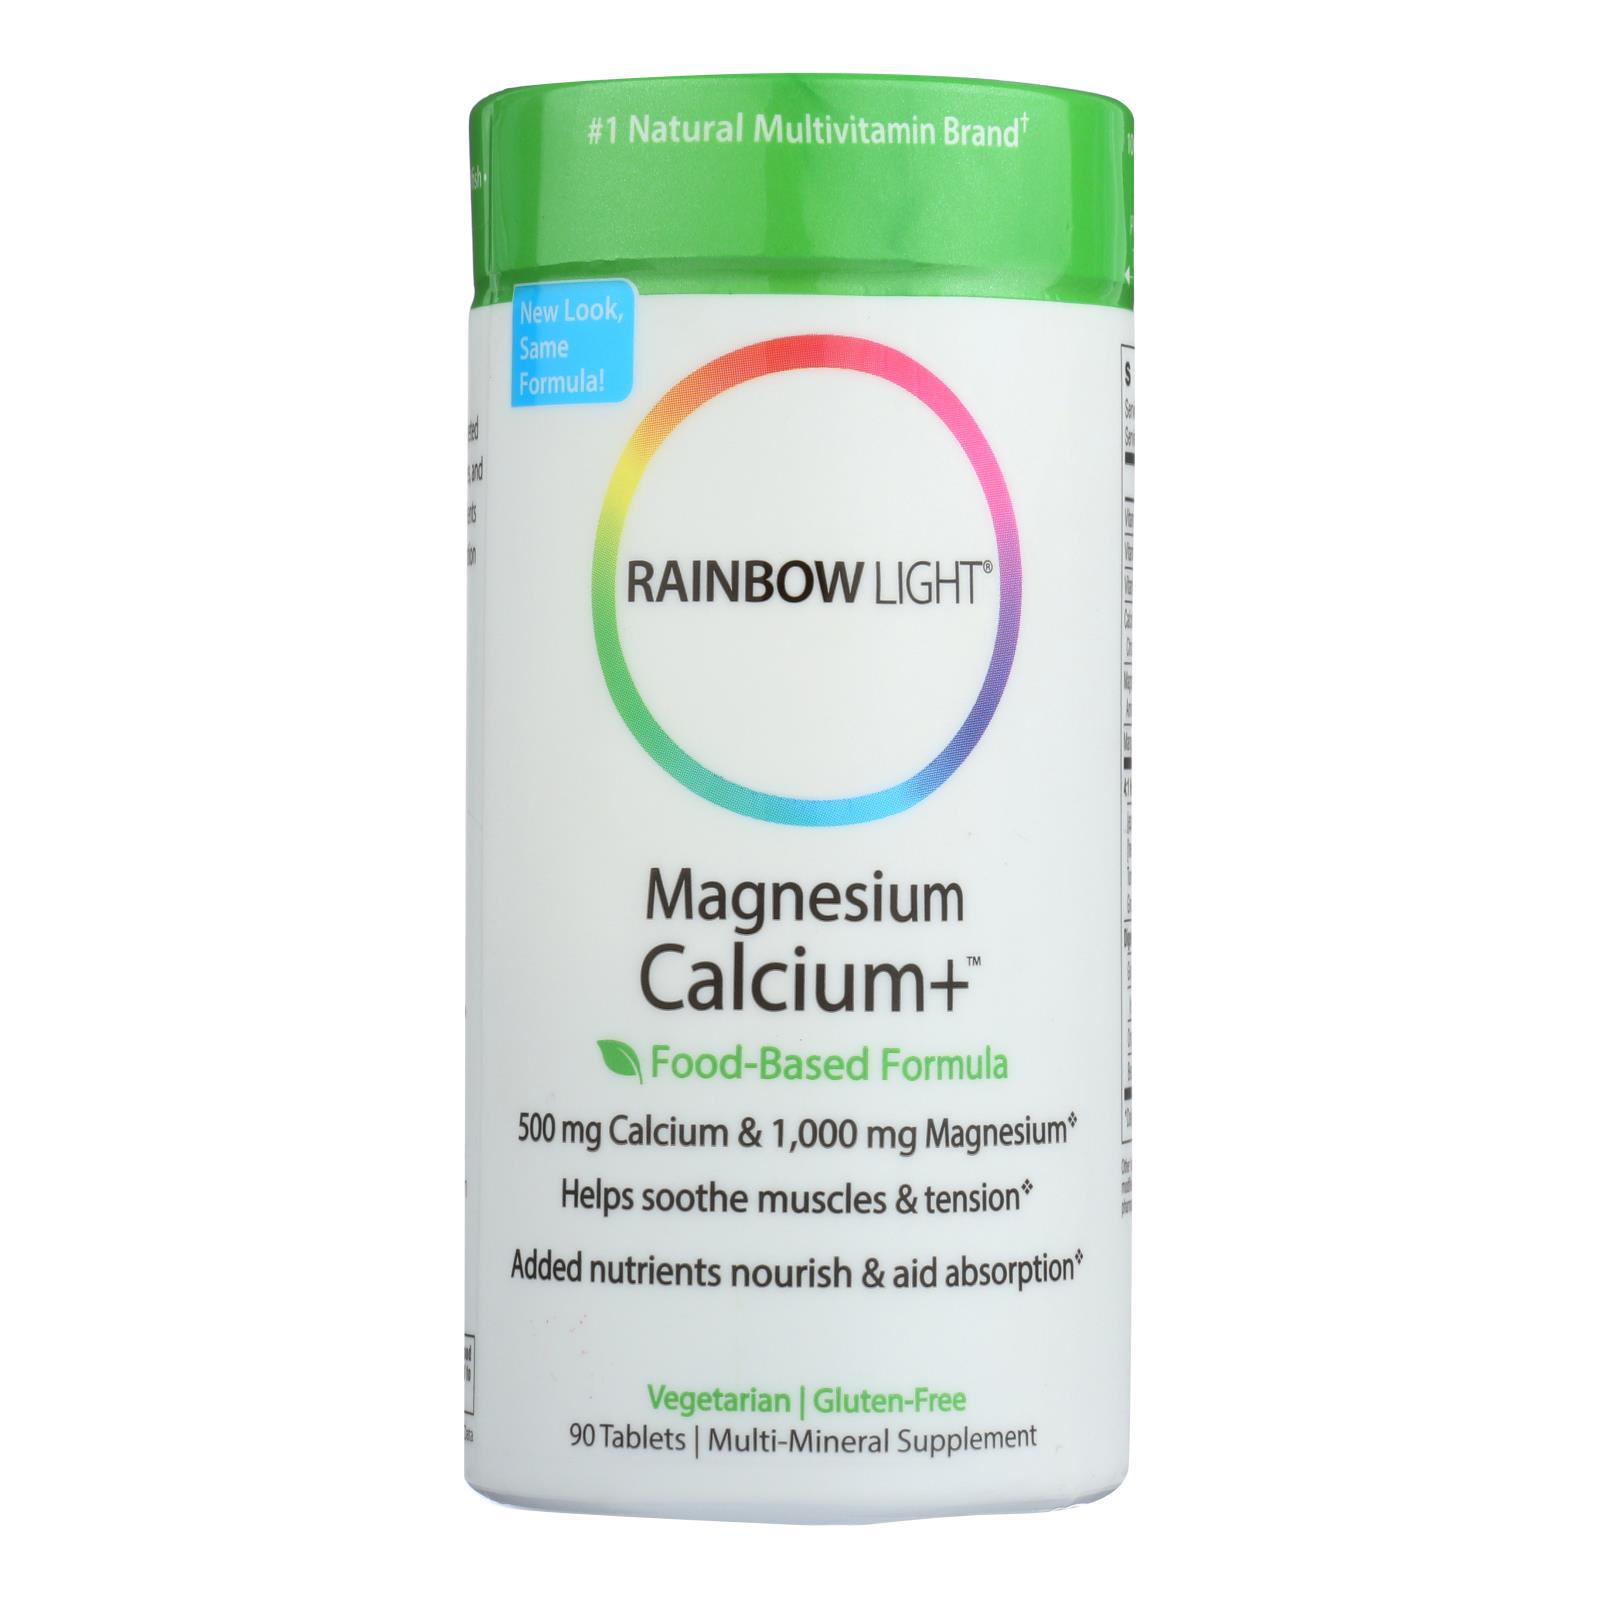 #1 Natural Multivitamin Brand†
New Look,
Same
Formula!
RAINBOW LIGHT®
Magnesium
Calcium+™
Food-Based Formula
500 mg Calcium & 1,000 mg Magnesium❖
Helps soothe muscles & tension❖
Added nutrients nourish & aid absorption❖
Vegetarian | Gluten-Free
90 Tablets | Multi-Mineral Supplement